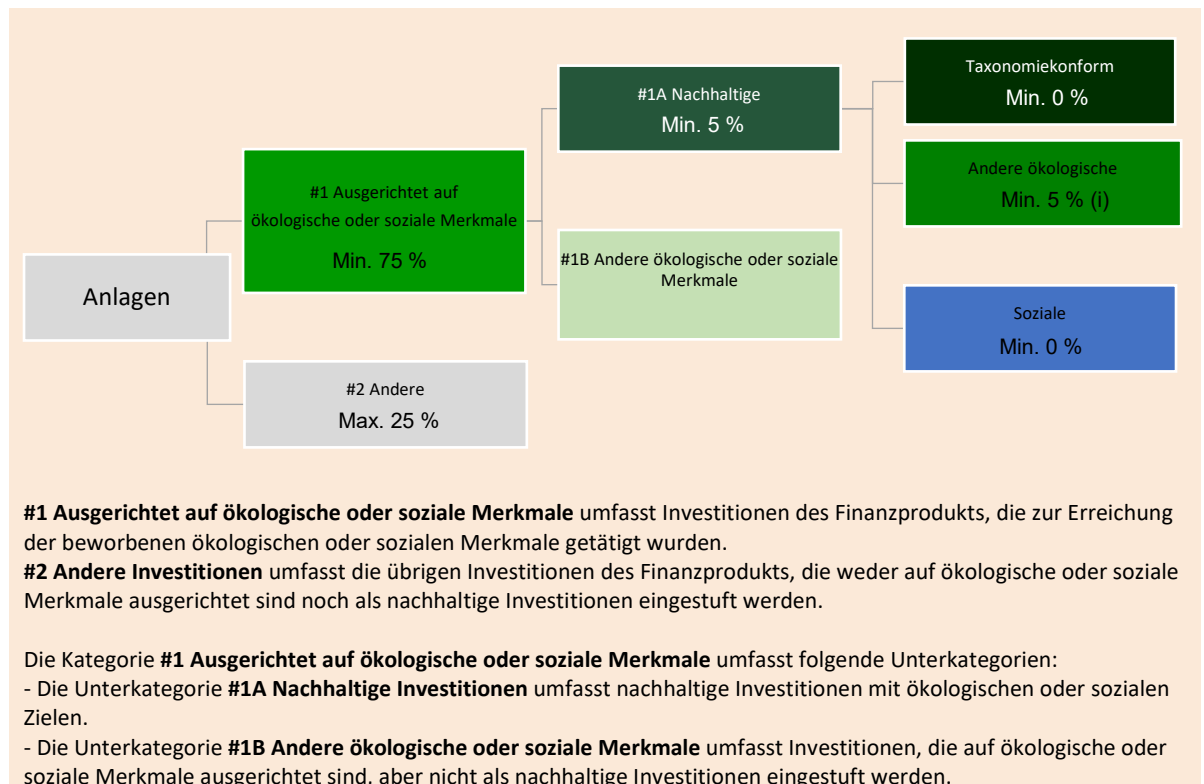 Taxonomiekonform
Min. 0 %
#1A Nachhaltige
Min. 5 %
Andere ökologische
Min. 5 % (i)
#1 Ausgerichtet auf
ökologische oder soziale Merkmale
Min. 75 %
#1B Andere ökologische oder soziale
Merkmale
Anlagen
Soziale
Min. 0 %
#2 Andere
Max. 25 %
#1 Ausgerichtet auf ökologische oder soziale Merkmale umfasst Investitionen des Finanzprodukts, die zur Erreichung
der beworbenen ökologischen oder sozialen Merkmale getätigt wurden.
#2 Andere Investitionen umfasst die übrigen Investitionen des Finanzprodukts, die weder auf ökologische oder soziale
Merkmale ausgerichtet sind noch als nachhaltige Investitionen eingestuft werden.
Die Kategorie #1 Ausgerichtet auf ökologische oder soziale Merkmale umfasst folgende Unterkategorien:
- Die Unterkategorie #1A Nachhaltige Investitionen umfasst nachhaltige Investitionen mit ökologischen oder sozialen
Zielen.
- Die Unterkategorie #1B Andere ökologische oder soziale Merkmale umfasst Investitionen, die auf ökologische oder
soziale Merkmale ausgerichtet sind, aber nicht als nachhaltige Investitionen eingestuft werden.